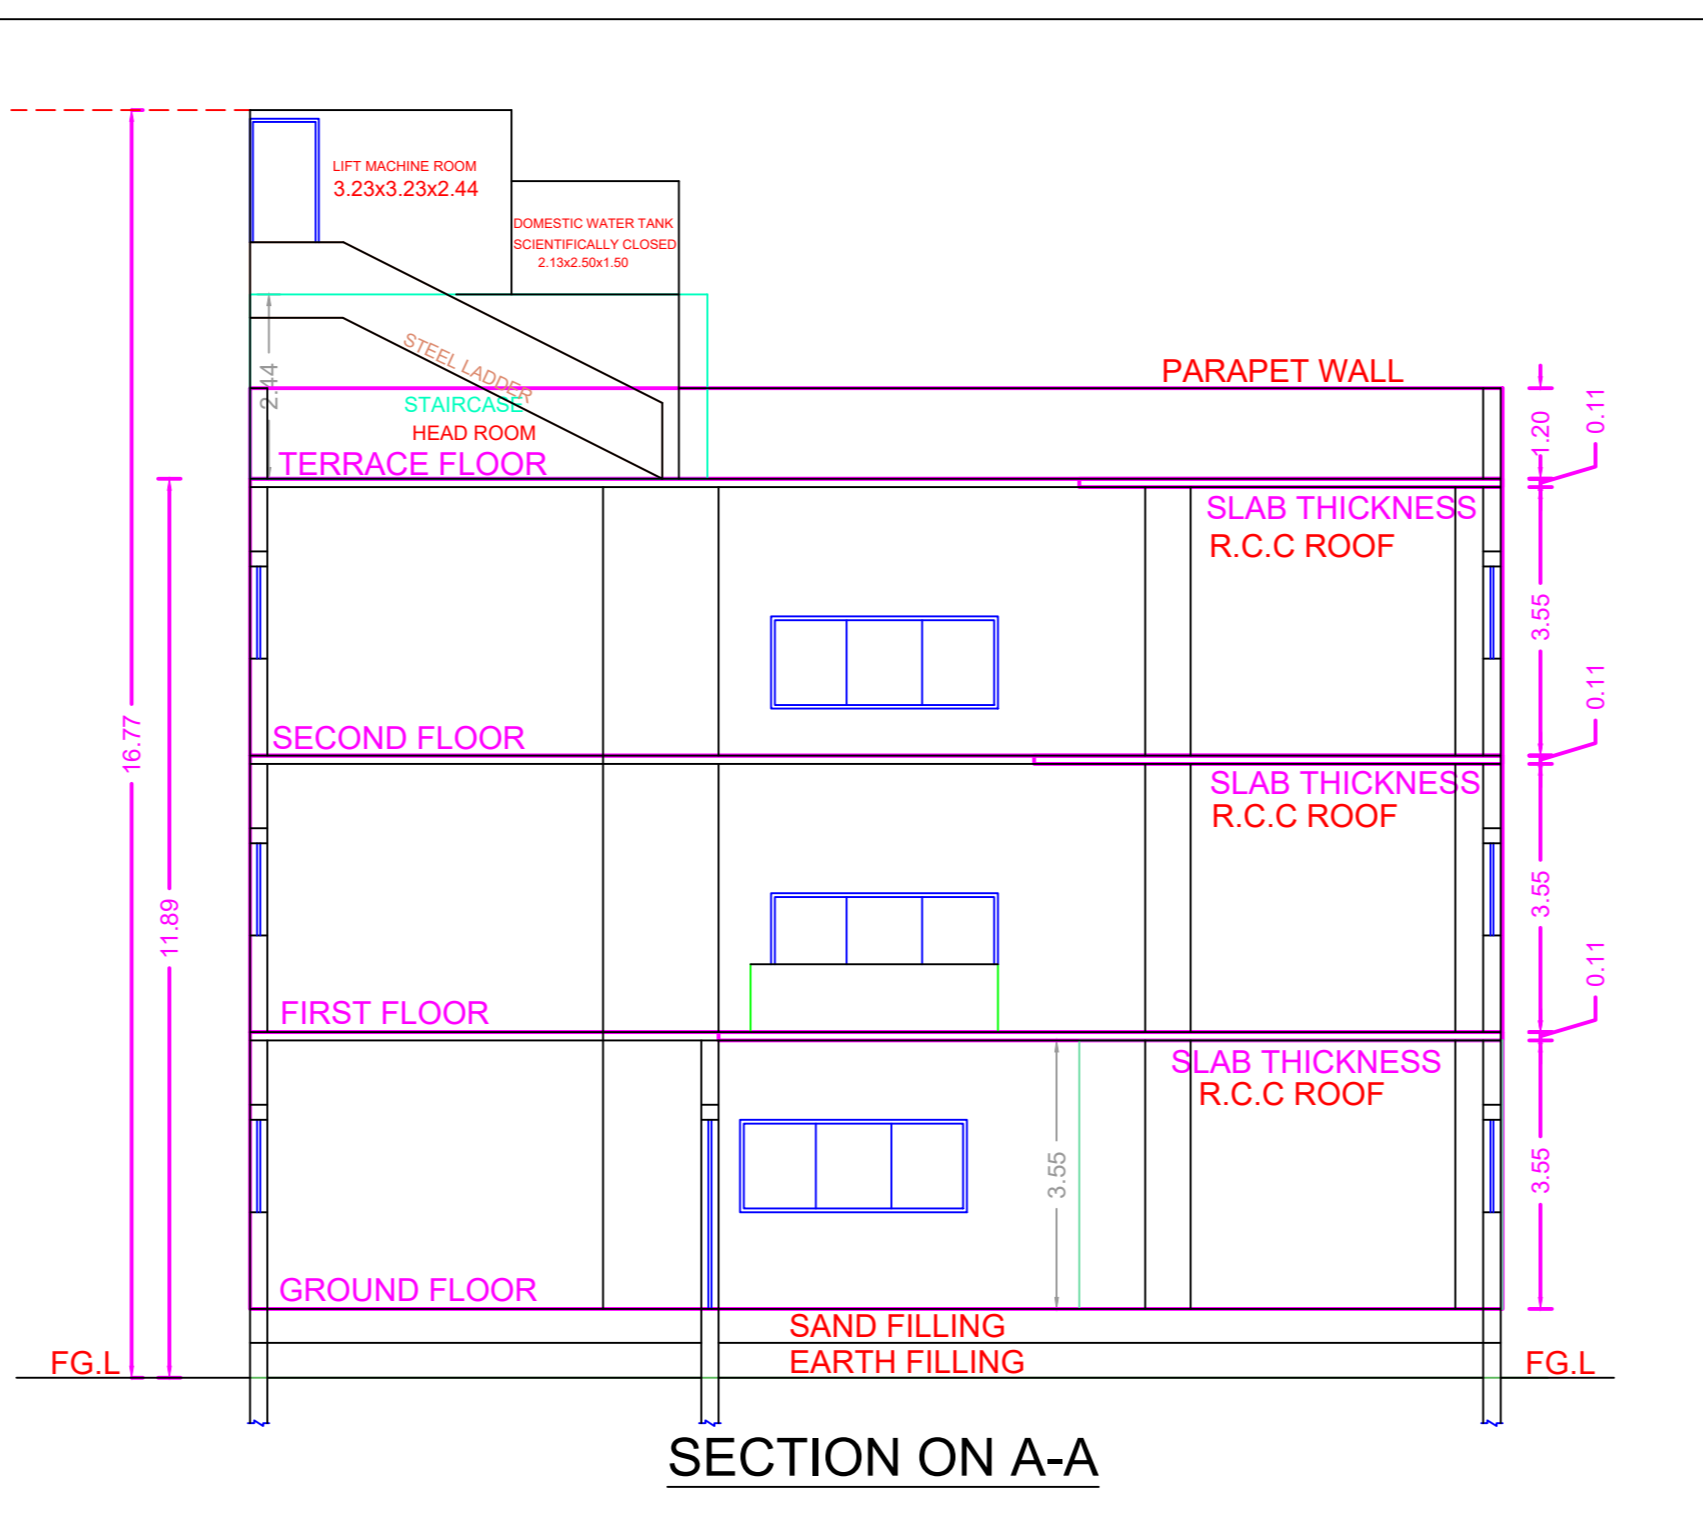 LIFT MACHINE ROOM
3.23x3.23x2.44
DOMESTIC WATER TANK
SCIENTIFICALLY CLOSED
2.13x2.50x1.50
STEEL LADDER
2.44
STAIRCASE
HEAD ROOM
TERRACE FLOOR
PARAPET WALL
1.20
0.11
SLAB THICKNESS
R.C.C ROOF
3.55
16.77
SECOND FLOOR
0.11
SLAB THICKNESS
R.C.C ROOF
11.89
3.55
FIRST FLOOR
0.11
SLAB THICKNESS
R.C.C ROOF
3.55
3.55
GROUND FLOOR
SAND FILLING
EARTH FILLING
FG.L
FG.L
SECTION ON A-A